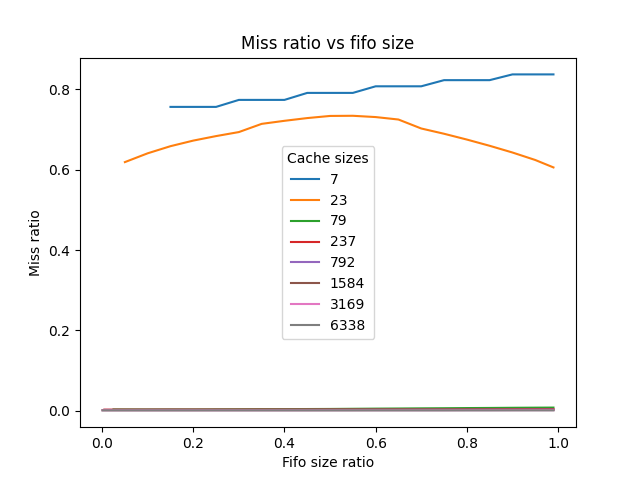 Miss ratio vs fifo size
0.8
0.6
0.4
0.2
0.0
Miss ratio
Cache sizes
7
23
79
237
792
1584
3169
6338
0.0 0.2 0.4 0.6 0.8 1.0
Fifo size ratio